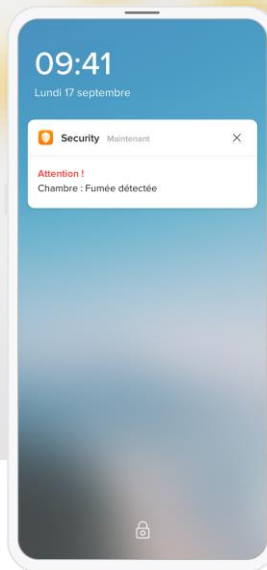 09:41
Lundi 17 septembre
Security Maintenant
Attention !
Chambre : Fumée détectée